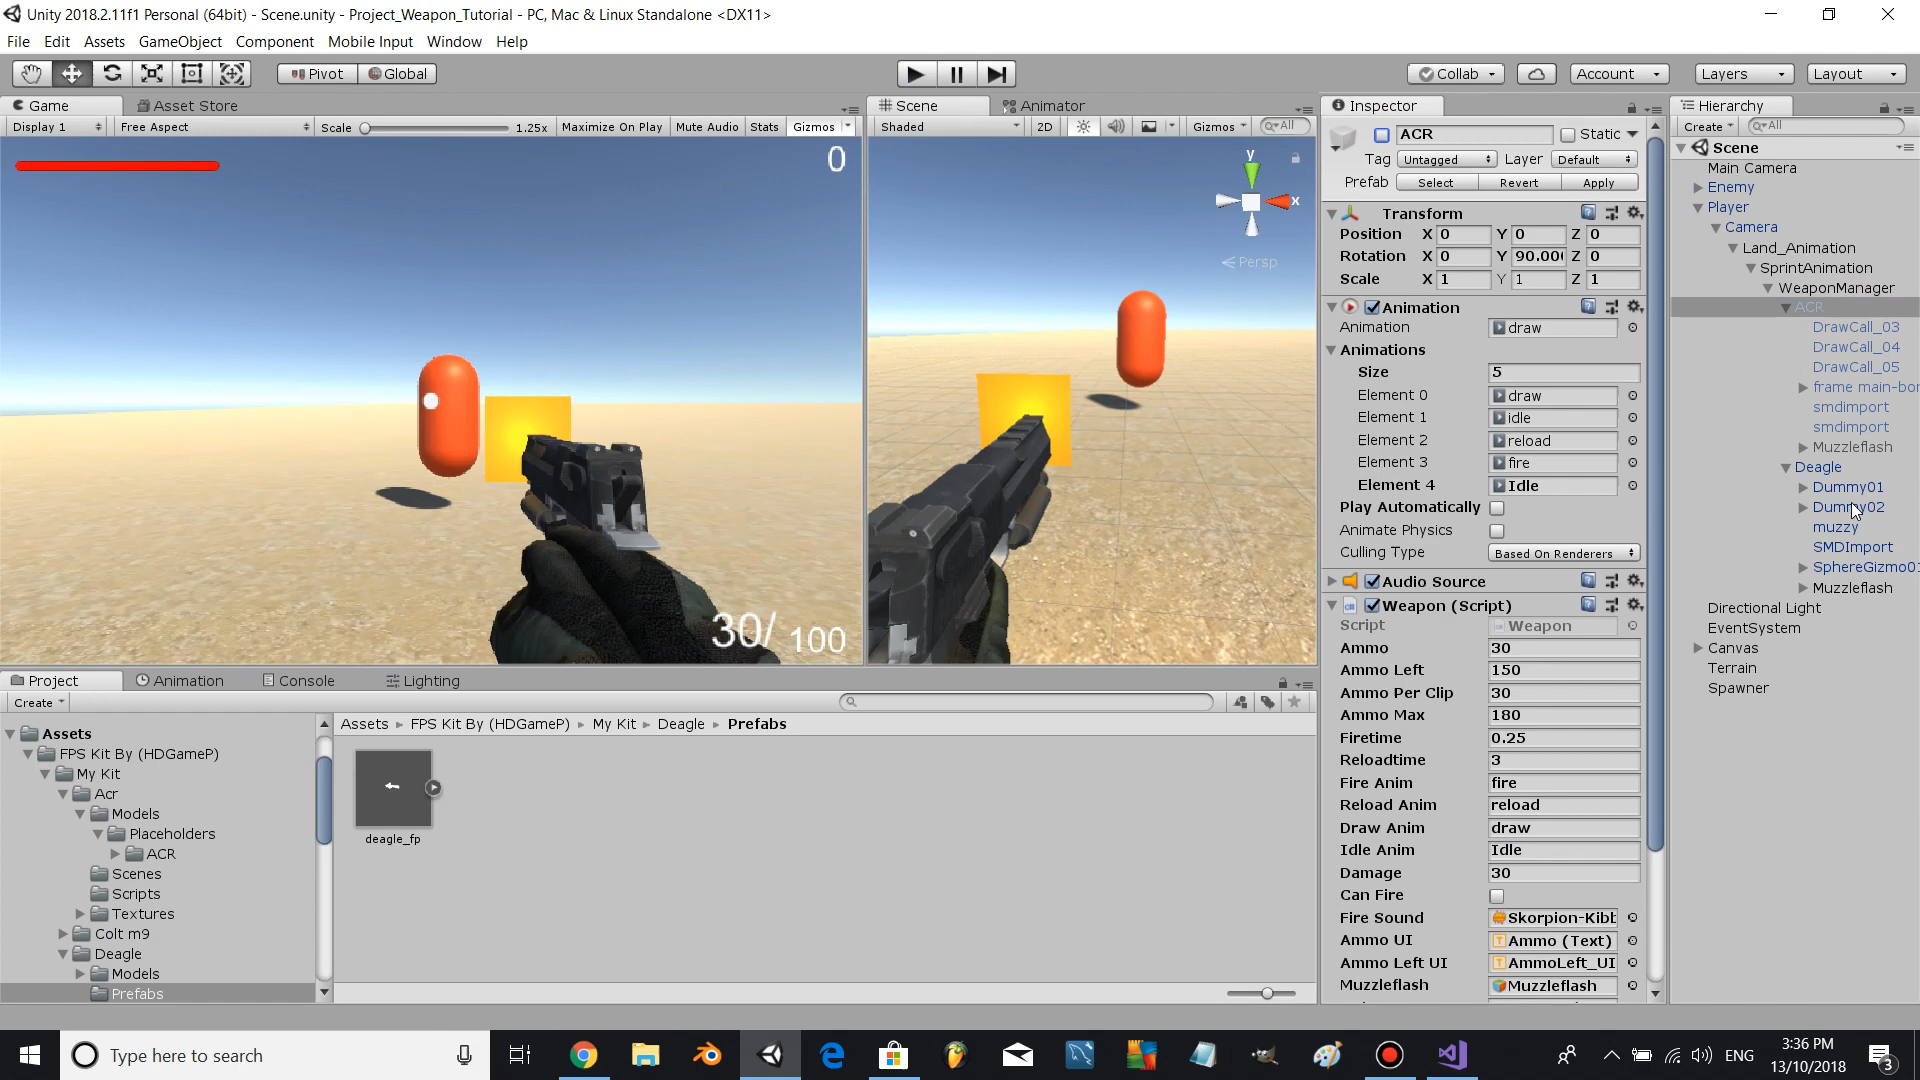 Unity 2018.2.11f1 Personal (64bit) - Scene.unity - Project_Weapon_Tutorial - PC, Mac & Linux Standalone <DX11>
File Edit Assets GameObject Component Mobile Input Window Help
Pivot Global Collab Account Layers Layout
Game Asset Store
Display 1 Free Aspect Scale 1.25x Maximize On Play Mute Audio Stats Gizmos
0
30/ 100
Scene Animator
Shaded 2D Gizmos All
y
x
Persp
Inspector
ACR Static
Tag Untagged Layer Default
Prefab Select Revert Apply
Transform
Position X 0 Y 0 Z 0
Rotation X 0 Y 90.00 Z 0
Scale X 1 Y 1 Z 1
Animation
Animation draw
Animations
Size 5
Element 0 draw
Element 1 idle
Element 2 reload
Element 3 fire
Element 4 Idle
Play Automatically
Animate Physics
Culling Type Based On Renderers
Audio Source
Weapon (Script)
Script Weapon
Ammo 30
Ammo Left 150
Ammo Per Clip 30
Ammo Max 180
Firetime 0.25
Reloadtime 3
Fire Anim fire
Reload Anim reload
Draw Anim draw
Idle Anim Idle
Damage 30
Can Fire
Fire Sound Skorpion-Kibt
Ammo UI Ammo (Text)
Ammo Left UI AmmoLeft_UI
Muzzleflash Muzzleflash
Hierarchy
Create All
Scene
Main Camera
Enemy
Player
Camera
Land_Animation
SprintAnimation
WeaponManager
ACR
DrawCall_03
DrawCall_04
DrawCall_05
frame main-bor
smdimport
smdimport
Muzzleflash
Deagle
Dummy01
Dummy02
muzzy
SMDImport
SphereGizmo01
Muzzleflash
Directional Light
EventSystem
Canvas
Terrain
Spawner
Project Animation Console Lighting
Create
Assets
FPS Kit By (HDGameP)
My Kit
Acr
Models
Placeholders
ACR
Scenes
Scripts
Textures
Colt m9
Deagle
Models
Prefabs
Assets FPS Kit By (HDGameP) My Kit Deagle Prefabs
deagle_fp
Type here to search
ENG
3:36 PM
13/10/2018
3